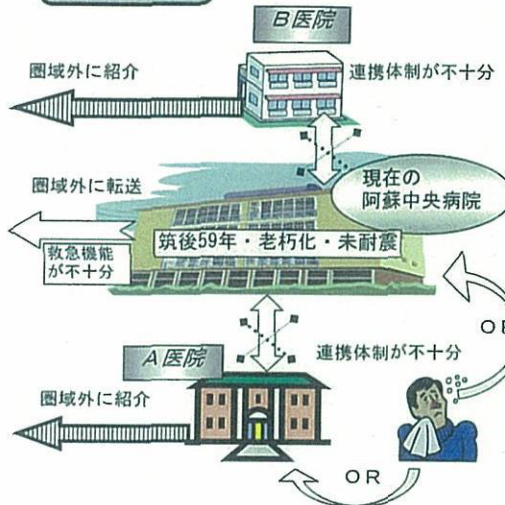 B医院
圏域外に紹介
連携体制が不十分
圏域外に転送
現在の
阿蘇中央病院
筑後59年・老朽化・未耐震
救急機能
が不十分
OR
A医院
連携体制が不十分
圏域外に紹介
OR